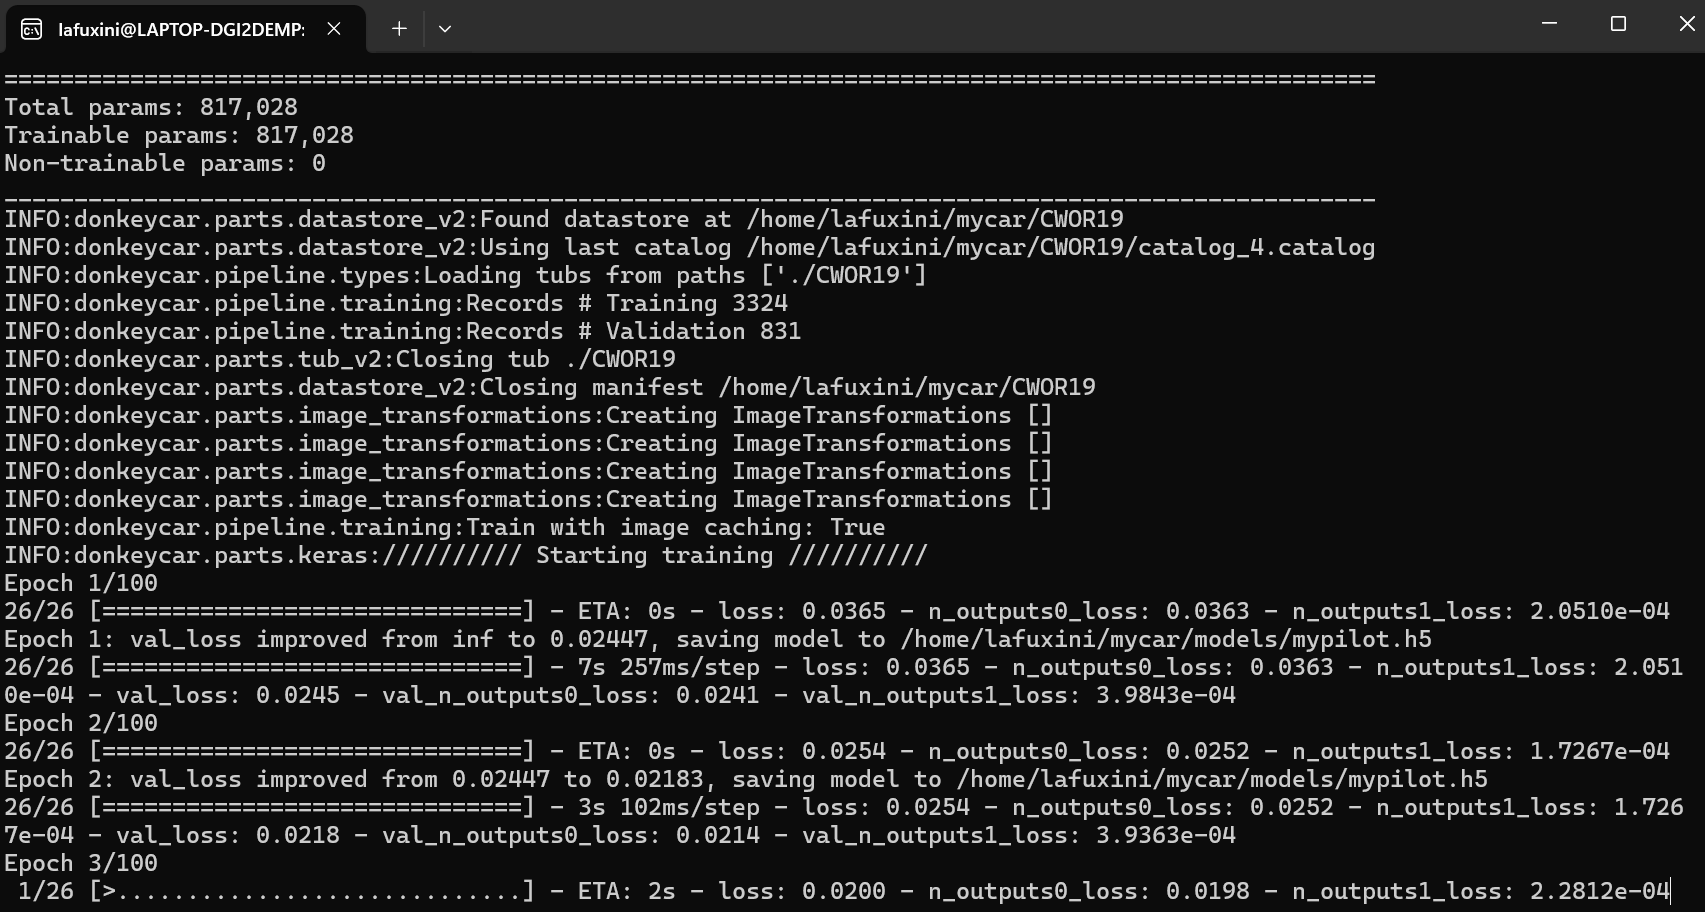 lafuxini@LAPTOP-DGI2DEMP:
==================================================================================================
Total params: 817,028
Trainable params: 817,028
Non-trainable params: 0
__________________________________________________________________________________________________
INFO:donkeycar.parts.datastore_v2:Found datastore at /home/lafuxini/mycar/CWOR19
INFO:donkeycar.parts.datastore_v2:Using last catalog /home/lafuxini/mycar/CWOR19/catalog_4.catalog
INFO:donkeycar.pipeline.types:Loading tubs from paths ['./CWOR19']
INFO:donkeycar.pipeline.training:Records # Training 3324
INFO:donkeycar.pipeline.training:Records # Validation 831
INFO:donkeycar.parts.tub_v2:Closing tub ./CWOR19
INFO:donkeycar.parts.datastore_v2:Closing manifest /home/lafuxini/mycar/CWOR19
INFO:donkeycar.parts.image_transformations:Creating ImageTransformations []
INFO:donkeycar.parts.image_transformations:Creating ImageTransformations []
INFO:donkeycar.parts.image_transformations:Creating ImageTransformations []
INFO:donkeycar.parts.image_transformations:Creating ImageTransformations []
INFO:donkeycar.pipeline.training:Train with image caching: True
INFO:donkeycar.parts.keras:////////// Starting training //////////
Epoch 1/100
26/26 [==============================] - ETA: 0s - loss: 0.0365 - n_outputs0_loss: 0.0363 - n_outputs1_loss: 2.0510e-04
Epoch 1: val_loss improved from inf to 0.02447, saving model to /home/lafuxini/mycar/models/mypilot.h5
26/26 [==============================] - 7s 257ms/step - loss: 0.0365 - n_outputs0_loss: 0.0363 - n_outputs1_loss: 2.051
0e-04 - val_loss: 0.0245 - val_n_outputs0_loss: 0.0241 - val_n_outputs1_loss: 3.9843e-04
Epoch 2/100
26/26 [==============================] - ETA: 0s - loss: 0.0254 - n_outputs0_loss: 0.0252 - n_outputs1_loss: 1.7267e-04
Epoch 2: val_loss improved from 0.02447 to 0.02183, saving model to /home/lafuxini/mycar/models/mypilot.h5
26/26 [==============================] - 3s 102ms/step - loss: 0.0254 - n_outputs0_loss: 0.0252 - n_outputs1_loss: 1.726
7e-04 - val_loss: 0.0218 - val_n_outputs0_loss: 0.0214 - val_n_outputs1_loss: 3.9363e-04
Epoch 3/100
 1/26 [>.............................] - ETA: 2s - loss: 0.0200 - n_outputs0_loss: 0.0198 - n_outputs1_loss: 2.2812e-04